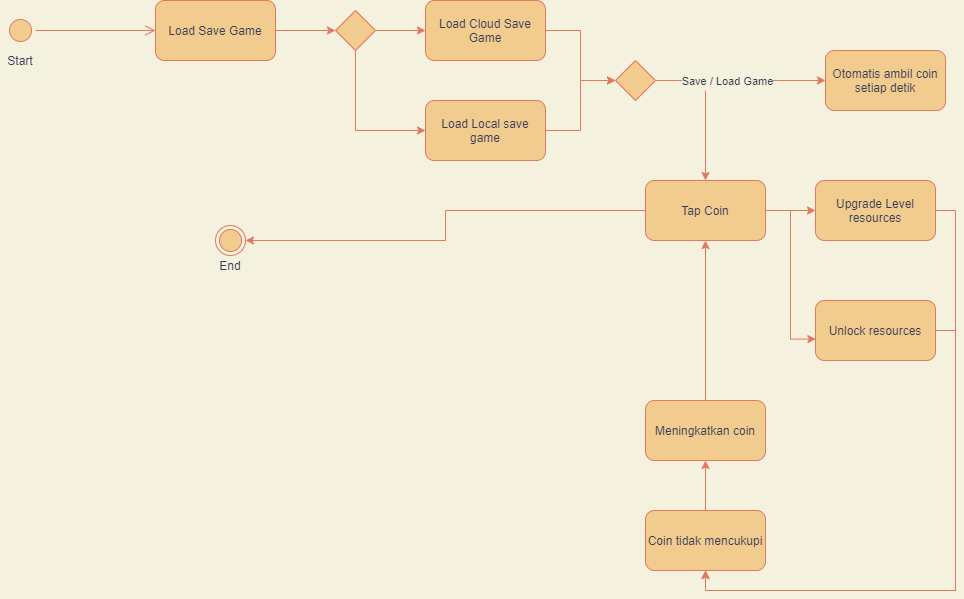 Start
Load Save Game
Load Cloud Save
Game
Load Local save
game
Save / Load Game
Otomatis ambil coin
setiap detik
Tap Coin
Upgrade Level
resources
End
Unlock resources
Meningkatkan coin
Coin tidak mencukupi